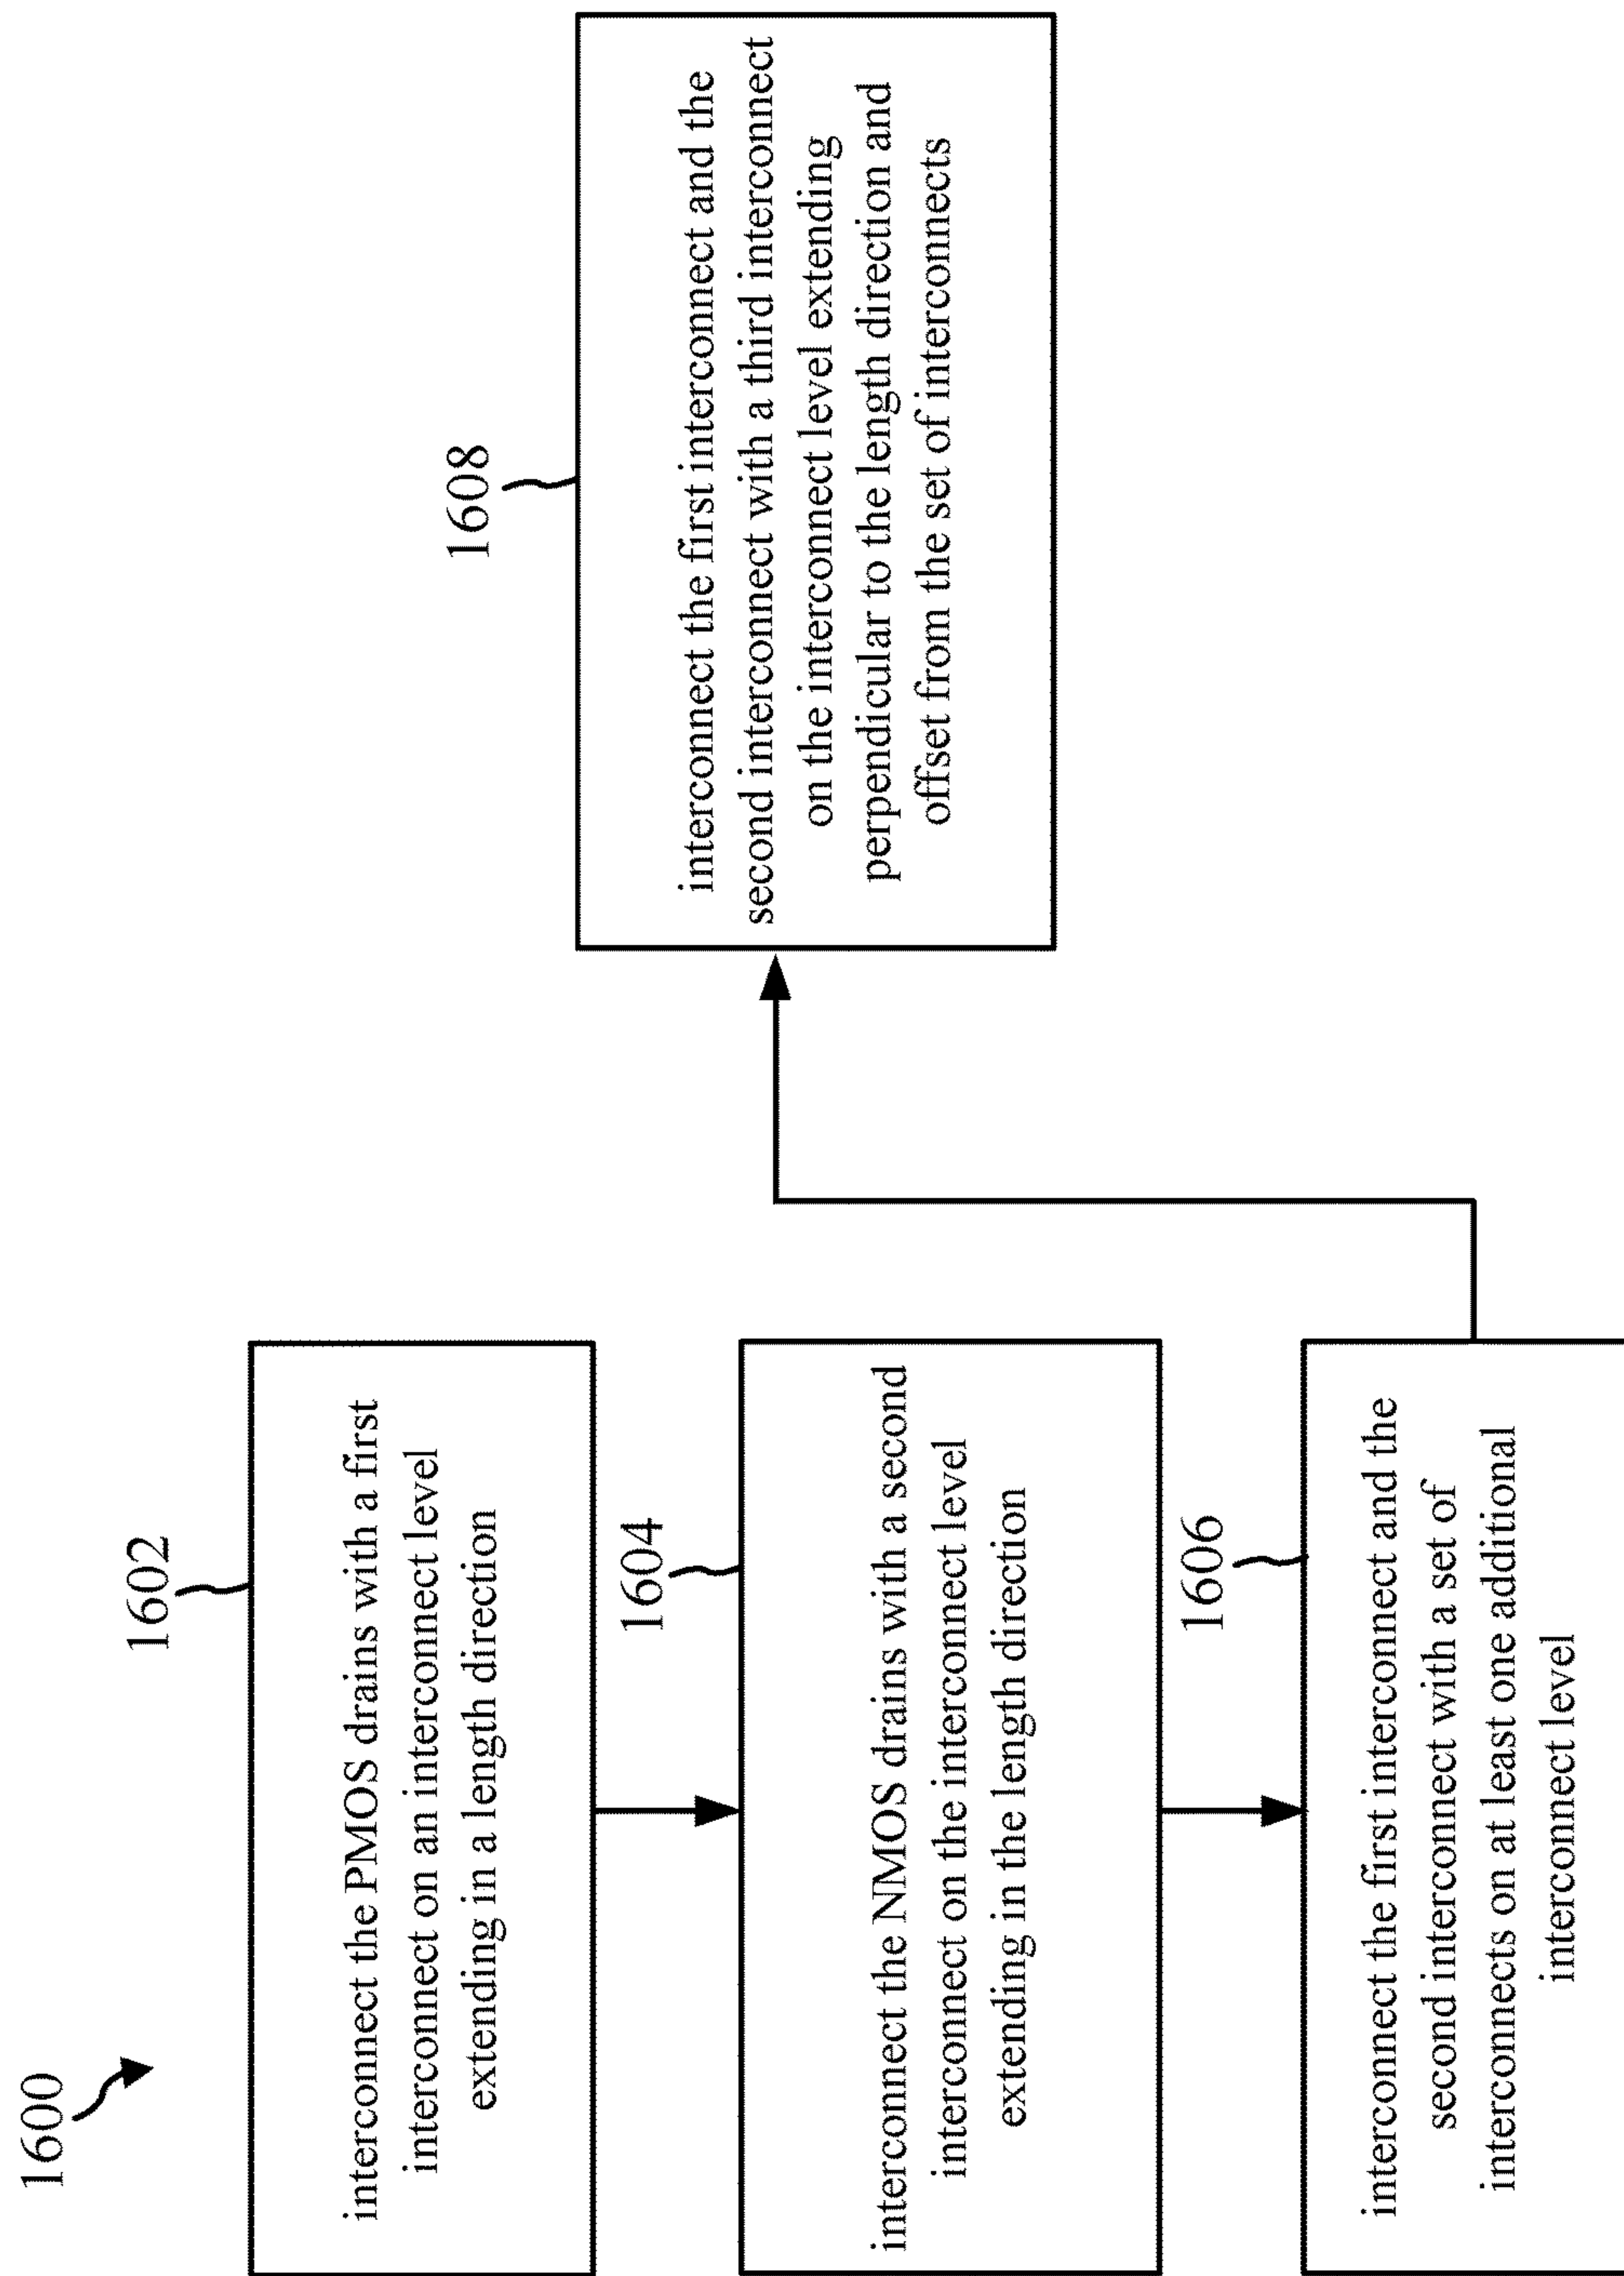 1600
1602
interconnect the PMOS drains with a first
interconnect on an interconnect level
extending in a length direction
1604
interconnect the NMOS drains with a second
interconnect on the interconnect level
extending in the length direction
1606
interconnect the first interconnect and the
second interconnect with a set of
interconnects on at least one additional
interconnect level
1608
interconnect the first interconnect and the
second interconnect with a third interconnect
on the interconnect level extending
perpendicular to the length direction and
offset from the set of interconnects